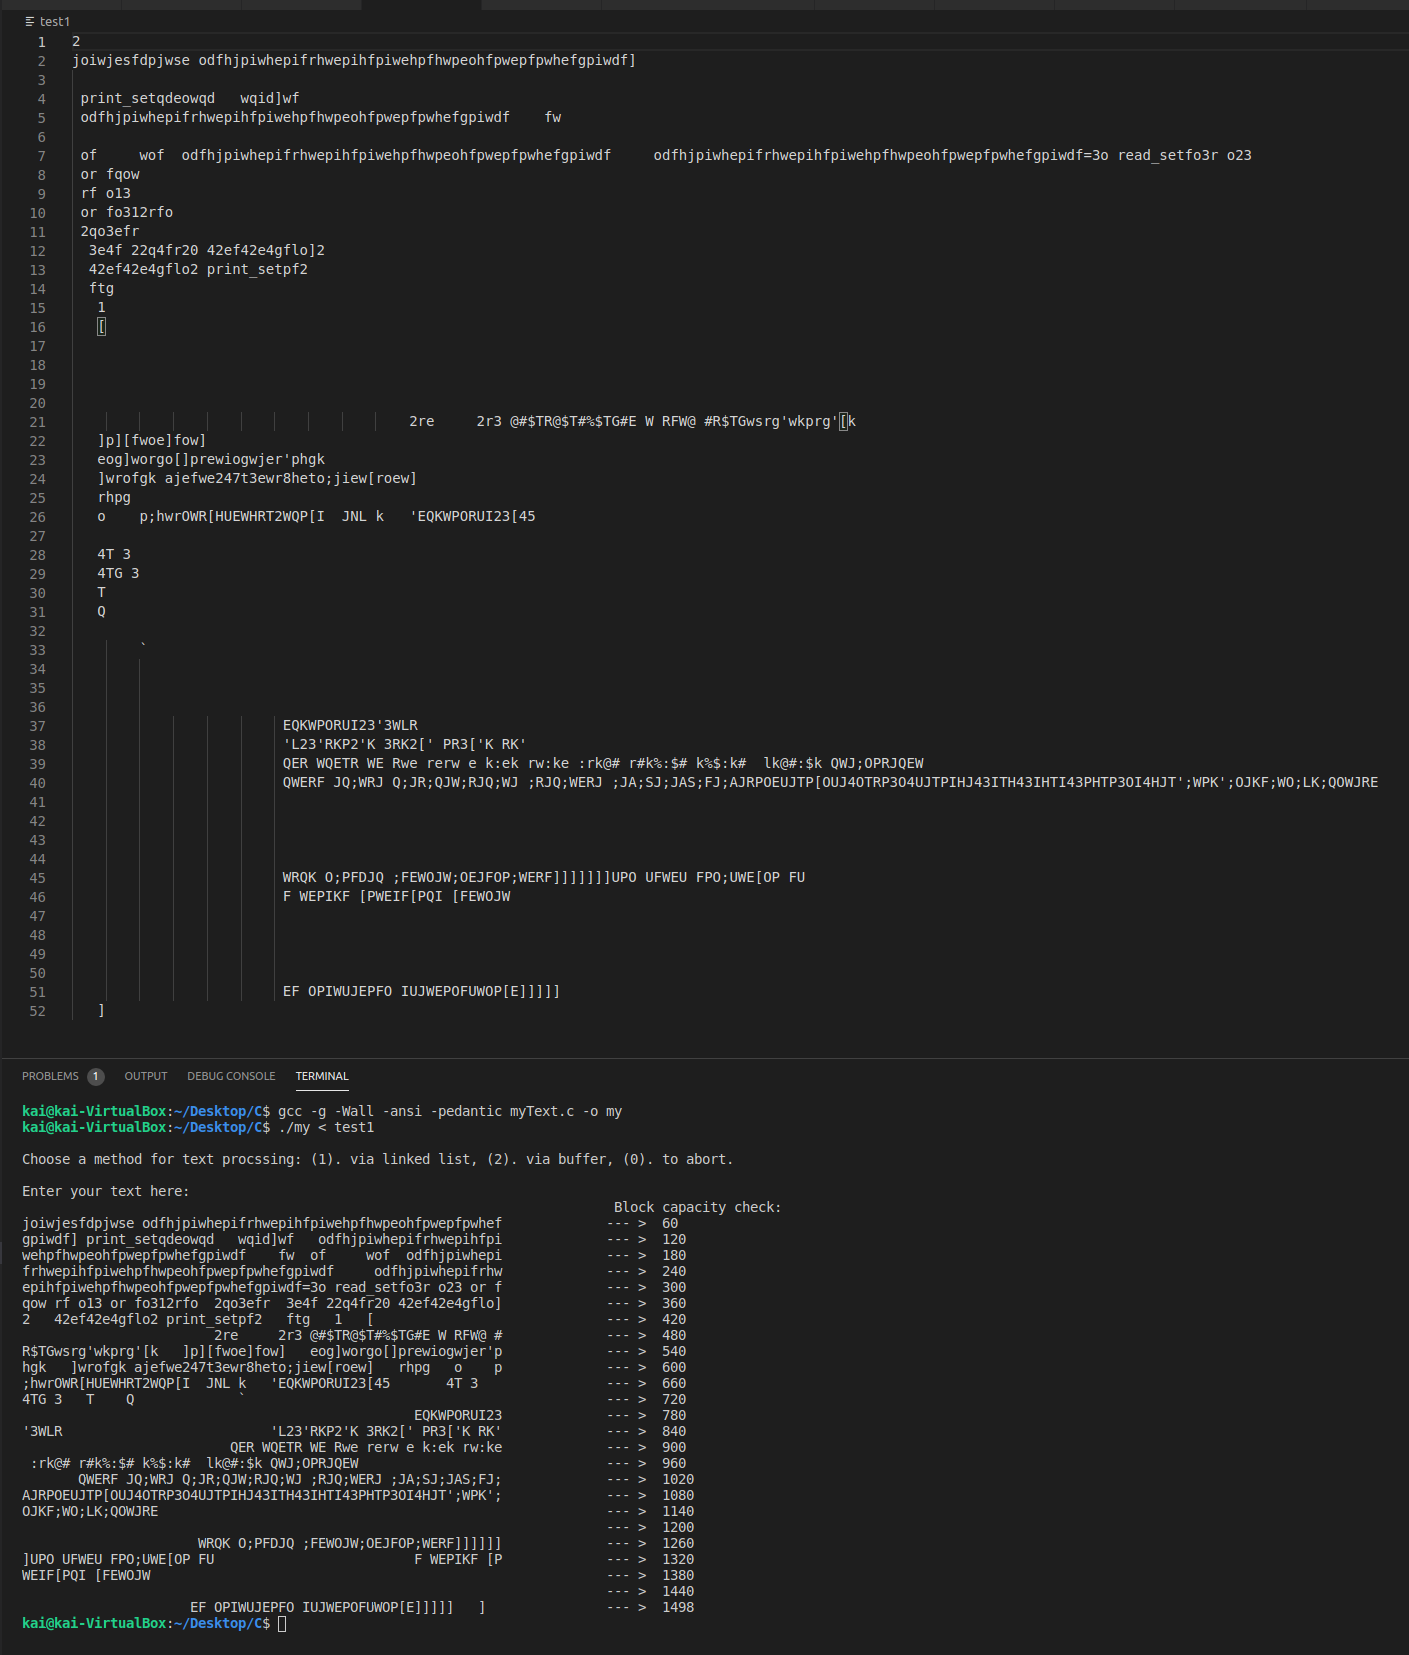 test1
1 2
2 joiwjesfdpjwse odfhjpiwhepifrhwepihfpiwehpfhwpeohfpwepfpwhefgpiwdf]
3
4 print_setqdeowqd   wqid]wf
5 odfhjpiwhepifrhwepihfpiwehpfhwpeohfpwepfpwhefgpiwdf    fw
6
7 of     wof  odfhjpiwhepifrhwepihfpiwehpfhwpeohfpwepfpwhefgpiwdf     odfhjpiwhepifrhwepihfpiwehpfhwpeohfpwepfpwhefgpiwdf=3o read_setfo3r o23
8 or fqow
9 rf o13
10 or fo312rfo
11 2qo3efr
12 3e4f 22q4fr20 42ef42e4gflo]2
13 42ef42e4gflo2 print_setpf2
14 ftg
15 1
16 [
17
18
19
20
21 2re     2r3 @#$TR@$T#%$TG#E W RFW@ #R$TGwsrg'wkprg'[k
22 ]p][fwoe]fow]
23 eog]worgo[]prewiogwjer'phgk
24 ]wrofgk ajefwe247t3ewr8heto;jiew[roew]
25 rhpg
26 o    p;hwrOWR[HUEWHRT2WQP[I  JNL k   'EQKWPORUI23[45
27
28 4T 3
29 4TG 3
30 T
31 Q
32
33 `
34
35
36
37 EQKWPORUI23'3WLR
38 'L23'RKP2'K 3RK2[' PR3['K RK'
39 QER WQETR WE Rwe rerw e k:ek rw:ke :rk@# r#k%:$# k%$:k#  lk@#:$k QWJ;OPRJQEW
40 QWERF JQ;WRJ Q;JR;QJW;RJQ;WJ ;RJQ;WERJ ;JA;SJ;JAS;FJ;AJRPOEUJTP[OUJ4OTRP3O4UJTPIHJ43ITH43IHTI43PHTP3OI4HJT';WPK';OJKF;WO;LK;QOWJRE
41
42
43
44
45 WRQK O;PFDJQ ;FEWOJW;OEJFOP;WERF]]]]]]]UPO UFWEU FPO;UWE[OP FU
46 F WEPIKF [PWEIF[PQI [FEWOJW
47
48
49
50
51 EF OPIWUJEPFO IUJWEPOFUWOP[E]]]]]
52 ]
PROBLEMS 1 OUTPUT DEBUG CONSOLE TERMINAL
kai@kai-VirtualBox:~/Desktop/C$ gcc -g -Wall -ansi -pedantic myText.c -o my
kai@kai-VirtualBox:~/Desktop/C$ ./my < test1
Choose a method for text procssing: (1). via linked list, (2). via buffer, (0). to abort.
Enter your text here:
Block capacity check:
joiwjesfdpjwse odfhjpiwhepifrhwepihfpiwehpfhwpeohfpwepfpwhef             --- >  60
gpiwdf] print_setqdeowqd   wqid]wf   odfhjpiwhepifrhwepihfpi             --- >  120
wehpfhwpeohfpwepfpwhefgpiwdf    fw  of     wof  odfhjpiwhepi             --- >  180
frhwepihfpiwehpfhwpeohfpwepfpwhefgpiwdf     odfhjpiwhepifrhw             --- >  240
epihfpiwehpfhwpeohfpwepfpwhefgpiwdf=3o read_setfo3r o23 or f             --- >  300
qow rf o13 or fo312rfo  2qo3efr  3e4f 22q4fr20 42ef42e4gflo]             --- >  360
2   42ef42e4gflo2 print_setpf2   ftg   1   [                             --- >  420
                        2re     2r3 @#$TR@$T#%$TG#E W RFW@ #             --- >  480
R$TGwsrg'wkprg'[k   ]p][fwoe]fow]   eog]worgo[]prewiogwjer'p             --- >  540
hgk   ]wrofgk ajefwe247t3ewr8heto;jiew[roew]   rhpg   o    p             --- >  600
;hwrOWR[HUEWHRT2WQP[I  JNL k   'EQKWPORUI23[45       4T 3                --- >  660
4TG 3   T    Q             `                                             --- >  720
                                                 EQKWPORUI23             --- >  780
'3WLR                          'L23'RKP2'K 3RK2[' PR3['K RK'             --- >  840
                          QER WQETR WE Rwe rerw e k:ek rw:ke             --- >  900
 :rk@# r#k%:$# k%$:k#  lk@#:$k QWJ;OPRJQEW                               --- >  960
       QWERF JQ;WRJ Q;JR;QJW;RJQ;WJ ;RJQ;WERJ ;JA;SJ;JAS;FJ;             --- >  1020
AJRPOEUJTP[OUJ4OTRP3O4UJTPIHJ43ITH43IHTI43PHTP3OI4HJT';WPK';             --- >  1080
OJKF;WO;LK;QOWJRE                                                        --- >  1140
                                                                         --- >  1200
                      WRQK O;PFDJQ ;FEWOJW;OEJFOP;WERF]]]]]]             --- >  1260
]UPO UFWEU FPO;UWE[OP FU                         F WEPIKF [P             --- >  1320
WEIF[PQI [FEWOJW                                                         --- >  1380
                                                                         --- >  1440
                     EF OPIWUJEPFO IUJWEPOFUWOP[E]]]]]   ]               --- >  1498
kai@kai-VirtualBox:~/Desktop/C$